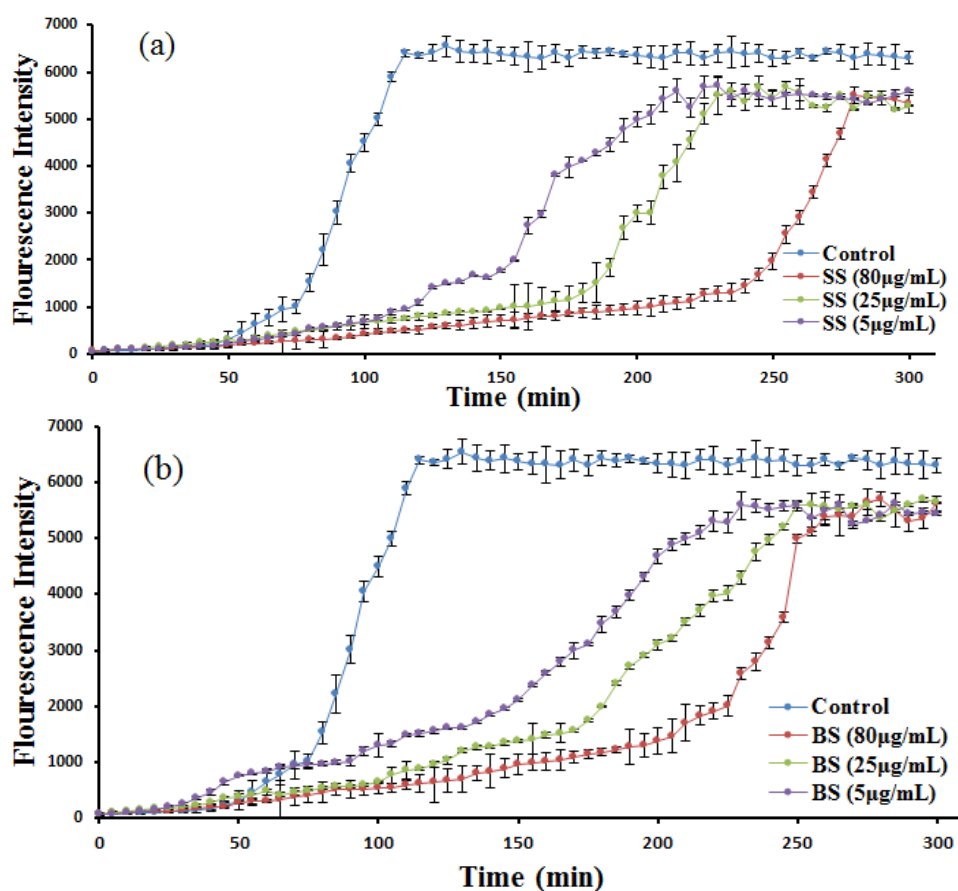 (a)
Flourescence Intensity
7000
6000
5000
4000
3000
2000
1000
0
0 50 100 150 200 250 300
Time (min)
Control
SS (80µg/mL)
SS (25µg/mL)
SS (5µg/mL)
(b)
Flourescence Intensity
7000
6000
5000
4000
3000
2000
1000
0
0 50 100 150 200 250 300
Time (min)
Control
BS (80µg/mL)
BS (25µg/mL)
BS (5µg/mL)